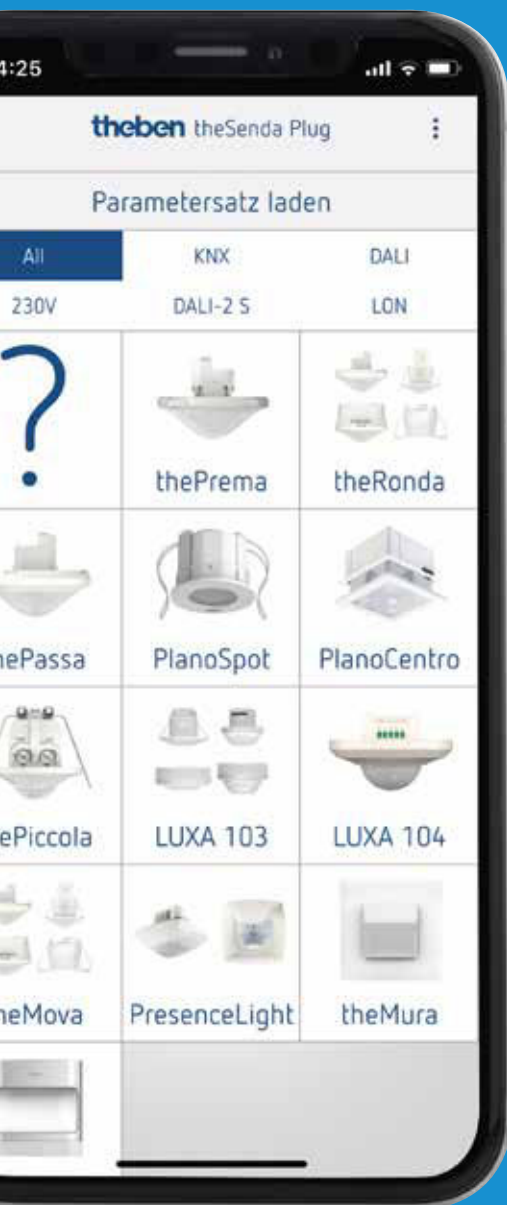 4:25
theben theSenda Plug
Parametersatz laden
All KNX DALI
230V DALI-2 S LON
?
thePrema theRonda
hePassa PlanoSpot PlanoCentro
ePiccola LUXA 103 LUXA 104
heMova PresenceLight theMura